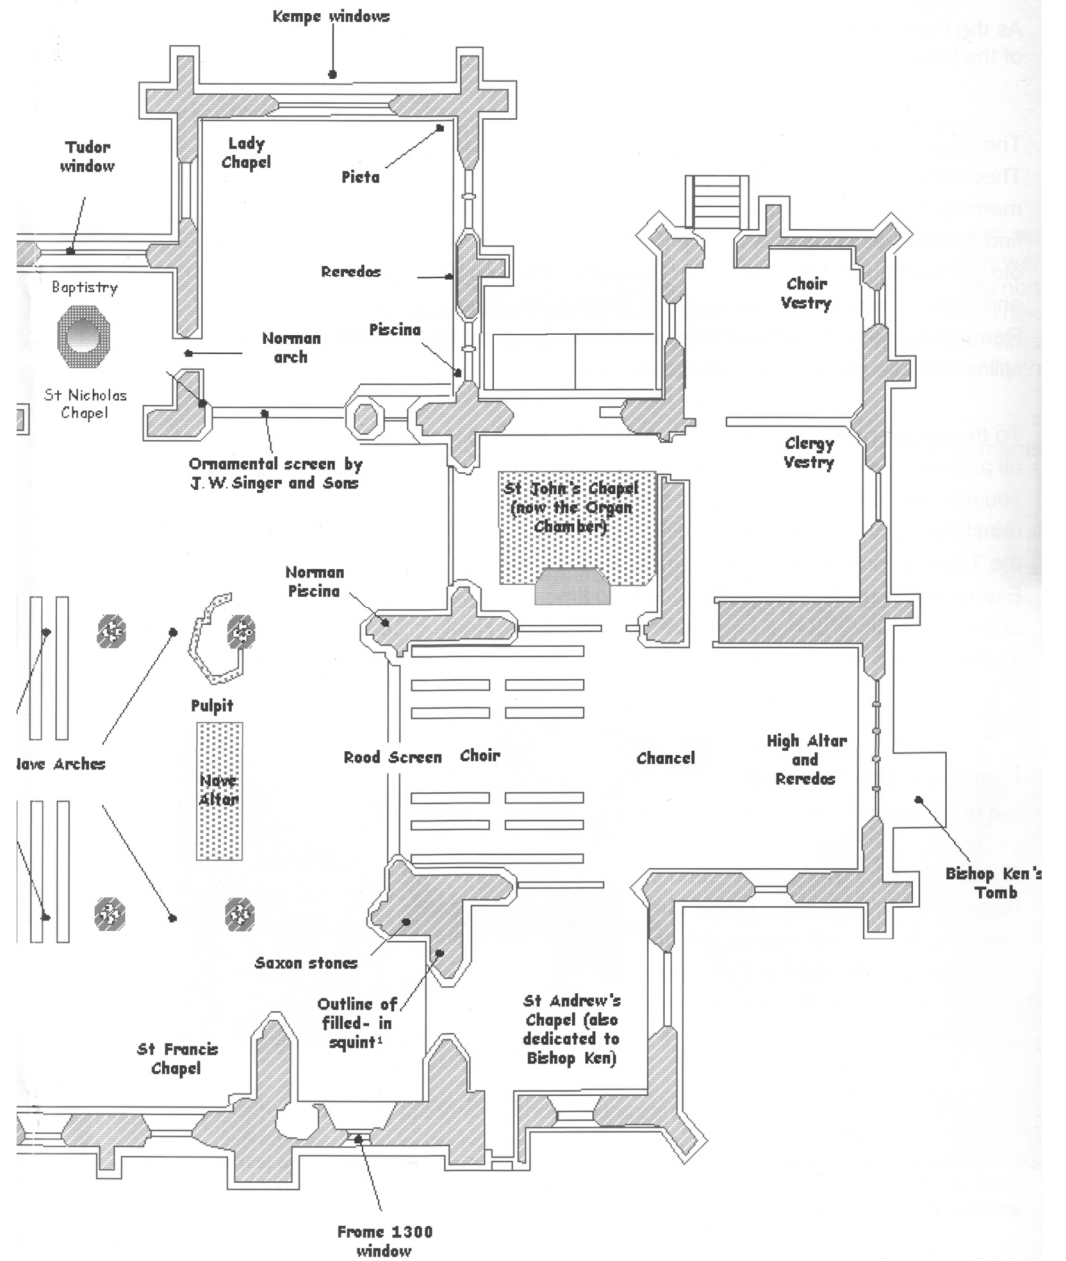 Kempe windows
Tudor
window
Lady
Chapel
Pieta
Reredos
Baptistry
Choir
Vestry
Piscina
Norman
arch
St Nicholas
Chapel
Clergy
Vestry
Ornamental screen by
J.W.Singer and Sons
St John's Chapel
(now the Organ
Chamber)
Norman
Piscina
Pulpit
Nave Arches
Nave
Altar
Rood Screen
Choir
Chancel
High Altar
and
Reredos
Bishop Ken's
Tomb
Saxon stones
Outline of
filled- in
squint¹
St Andrew's
Chapel (also
dedicated to
Bishop Ken)
St Francis
Chapel
Frome 1300
window